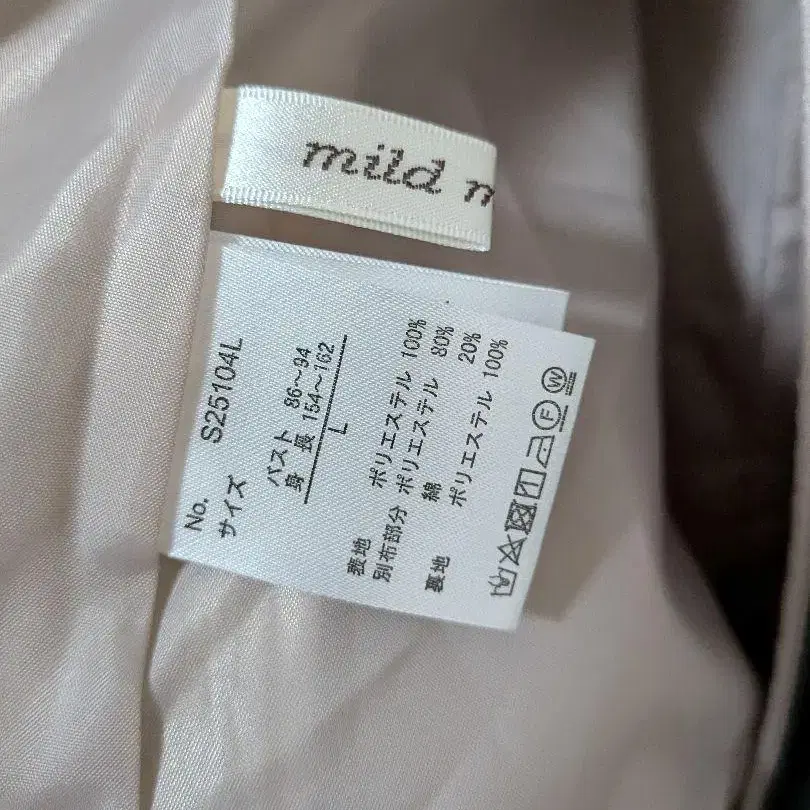 mild m
No. S25104L
サイズ
バスト 86～94
身 長 154～162
L
表地 ポリエステル 100%
別布部分 ポリエステル 80%
綿 20%
裏地 ポリエステル 100%
F W